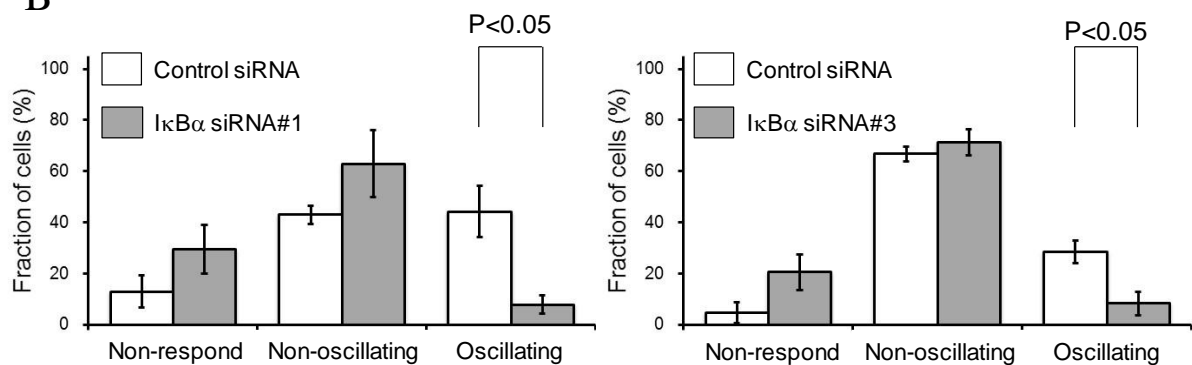 B
P<0.05
Control siRNA
IκBα siRNA#1
Fraction of cells (%)
100
80
60
40
20
0
Non-respond Non-oscillating Oscillating
P<0.05
Control siRNA
IκBα siRNA#3
Fraction of cells (%)
100
80
60
40
20
0
Non-respond Non-oscillating Oscillating